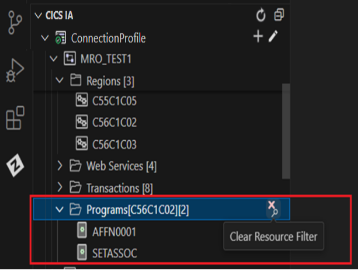 CICS IA
ConnectionProfile
MRO_TEST1
Regions [3]
C55C1C05
C56C1C02
C56C1C03
Web Services [4]
Transactions [8]
Programs[C56C1C02][2]
AFFN0001
Clear Resource Filter
SETASSOC